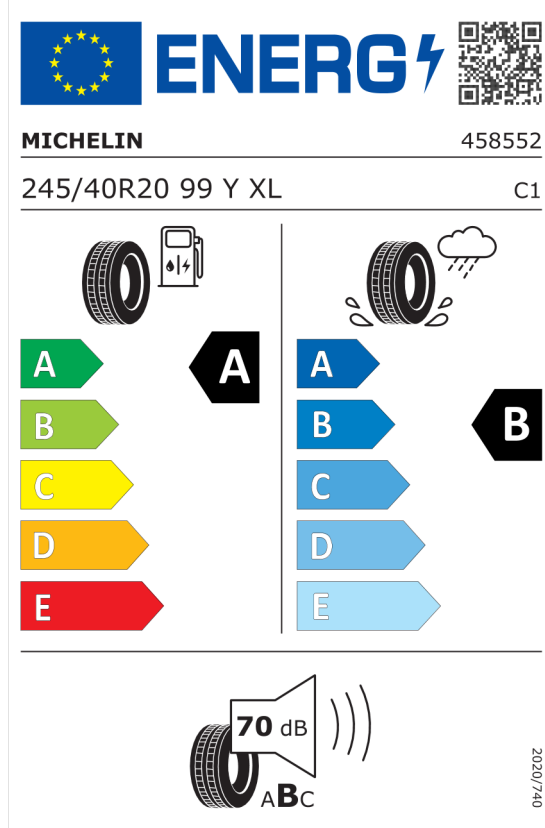 ENERG
MICHELIN 458552
245/40R20 99 Y XL C1
A A
B
C
D
E
A
B B
C
D
E
70 dB
ABC
2020/740